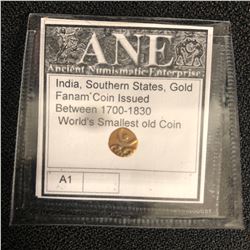 ANE
Ancient Numismatic Enterprise
India, Southern States, Gold
Fanam Coin Issued
Between 1700-1830
World's Smallest old Coin
A1